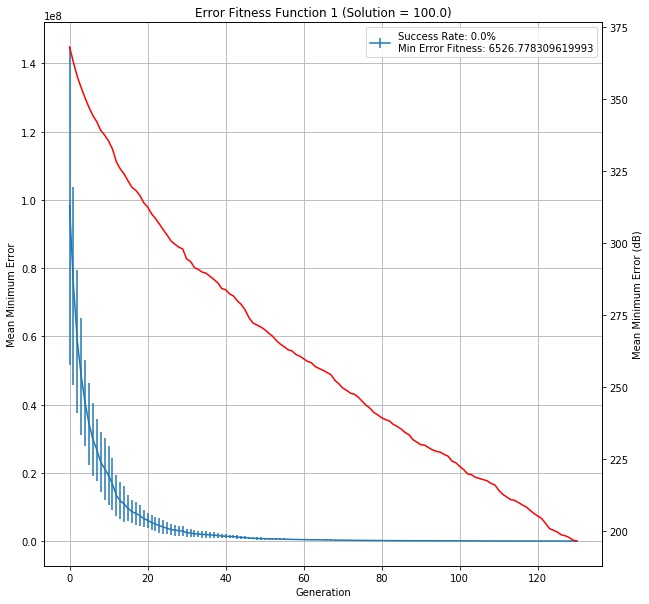 Error Fitness Function 1 (Solution = 100.0)
1e8
Success Rate: 0.0%
Min Error Fitness: 6526.778309619993
Mean Minimum Error
1.4
1.2
1.0
0.8
0.6
0.4
0.2
0.0
375
350
325
300
275
250
225
200
Mean Minimum Error (dB)
0 20 40 60 80 100 120
Generation